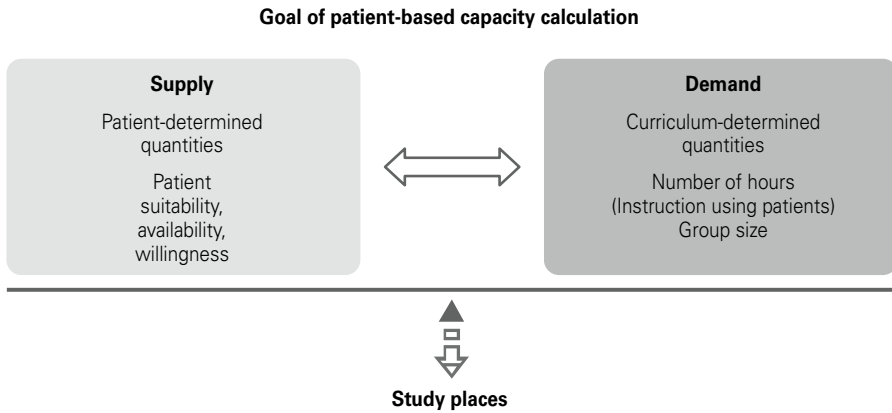 Goal of patient-based capacity calculation
Supply
Patient-determined
quantities
Patient
suitability,
availability,
willingness
Demand
Curriculum-determined
quantities
Number of hours
(Instruction using patients)
Group size
Study places